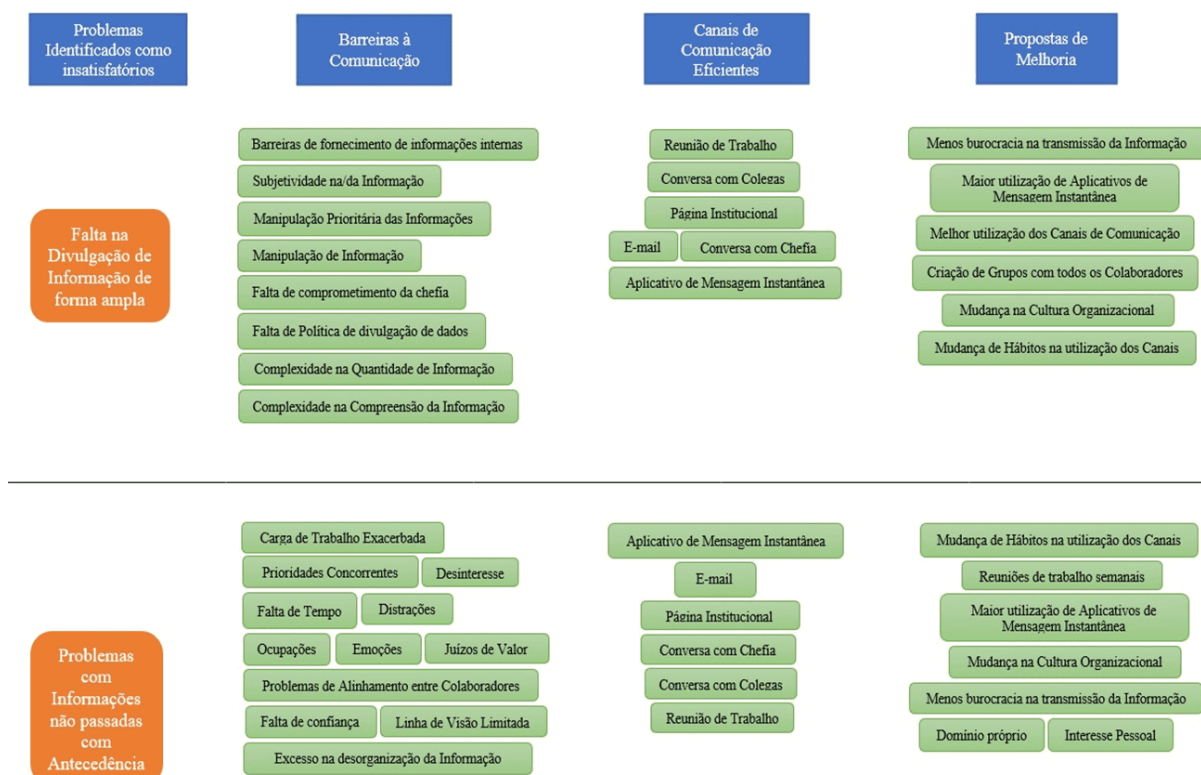 Problemas
Identificados como
insatisfatórios
Barreiras à
Comunicação
Canais de
Comunicação
Eficientes
Propostas de
Melhoria
Falta na
Divulgação de
Informação de
forma ampla
Barreiras de fornecimento de informações internas
Subjetividade na/da Informação
Manipulação Prioritária das Informações
Manipulação de Informação
Falta de comprometimento da chefia
Falta de Política de divulgação de dados
Complexidade na Quantidade de Informação
Complexidade na Compreensão da Informação
Reunião de Trabalho
Conversa com Colegas
Página Institucional
E-mail Conversa com Chefia
Aplicativo de Mensagem Instantânea
Menos burocracia na transmissão da Informação
Maior utilização de Aplicativos de
Mensagem Instantânea
Melhor utilização dos Canais de Comunicação
Criação de Grupos com todos os Colaboradores
Mudança na Cultura Organizacional
Mudança de Hábitos na utilização dos Canais
Problemas
com
Informações
não passadas
com
Antecedência
Carga de Trabalho Exacerbada
Prioridades Concorrentes Desinteresse
Falta de Tempo Distrações
Ocupações Emoções Juízos de Valor
Problemas de Alinhamento entre Colaboradores
Falta de confiança Linha de Visão Limitada
Excesso na desorganização da Informação
Aplicativo de Mensagem Instantânea
E-mail
Página Institucional
Conversa com Chefia
Conversa com Colegas
Reunião de Trabalho
Mudança de Hábitos na utilização dos Canais
Reuniões de trabalho semanais
Maior utilização de Aplicativos de
Mensagem Instantânea
Mudança na Cultura Organizacional
Menos burocracia na transmissão da Informação
Domínio próprio Interesse Pessoal